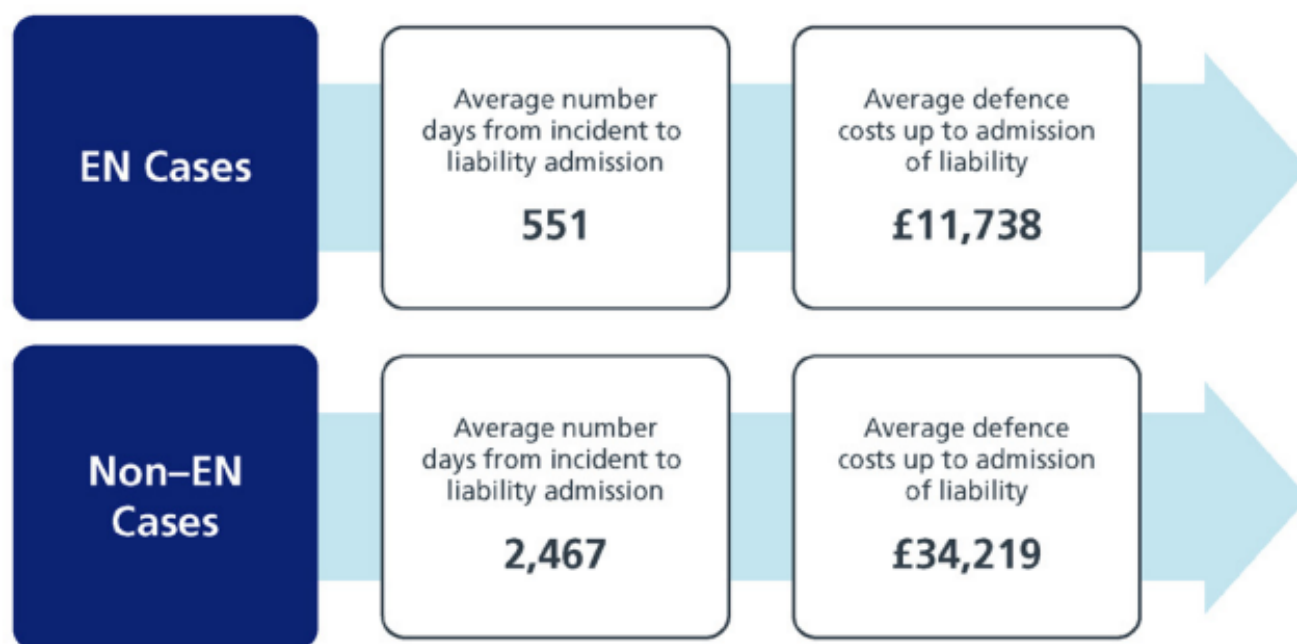 EN Cases
Average number
days from incident to
liability admission
551
Average defence
costs up to admission
of liability
£11,738
Non–EN
Cases
Average number
days from incident to
liability admission
2,467
Average defence
costs up to admission
of liability
£34,219